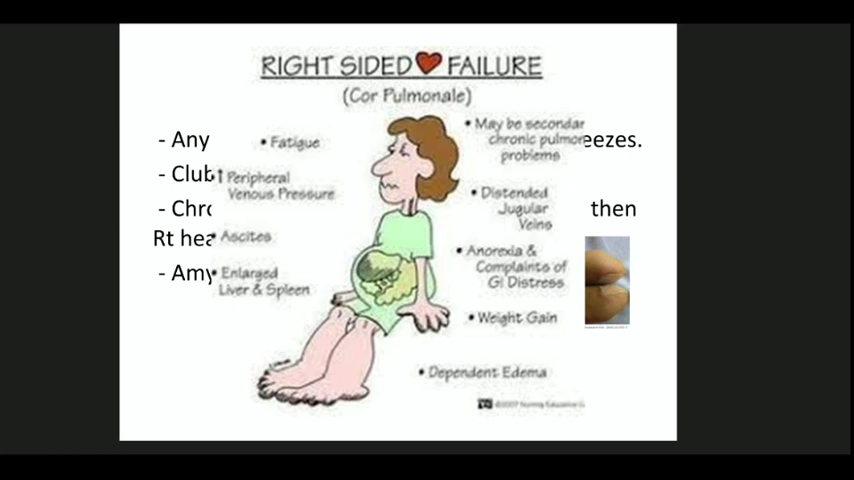 RIGHT SIDED FAILURE
(Cor Pulmonale)
- Any
eezes.
• Fatigue
• May be secondar
chronic pulmon
problems
- Club
↑ Peripheral
Venous Pressure
• Distended
Jugular
Veins
- Chro
then
Rt hea
• Ascites
• Anorexia &
Complaints of
GI Distress
- Amy
• Enlarged
Liver & Spleen
• Weight Gain
• Dependent Edema